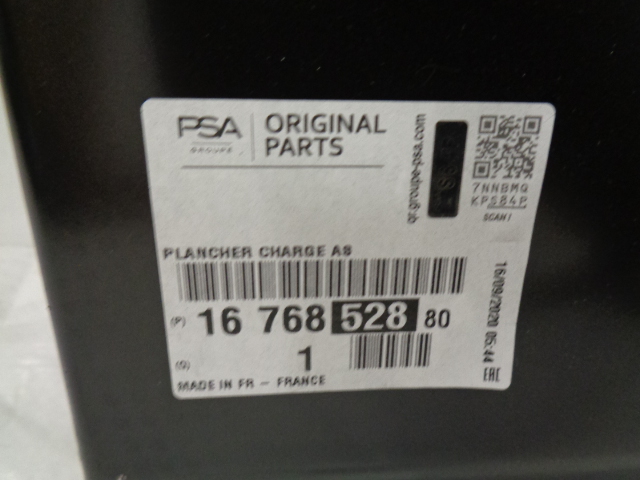 PSA
GROUPE
ORIGINAL
PARTS
qr.groupe-psa.com
7NNBMQ
KPS84P
SCAN!
PLANCHER CHARGE AS
(P) 16 768 528 80
(Q) 1
MADE IN FR - FRANCE
16/09/2020 05:44
EAC